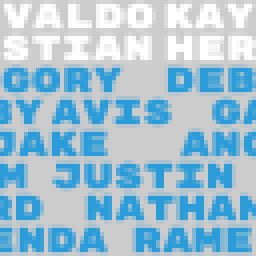 VALDO KAY
STIAN HER
GORY DEB
BY AVIS GA
JAKE ANG
M JUSTIN
RD NATHAN
ENDA RAME